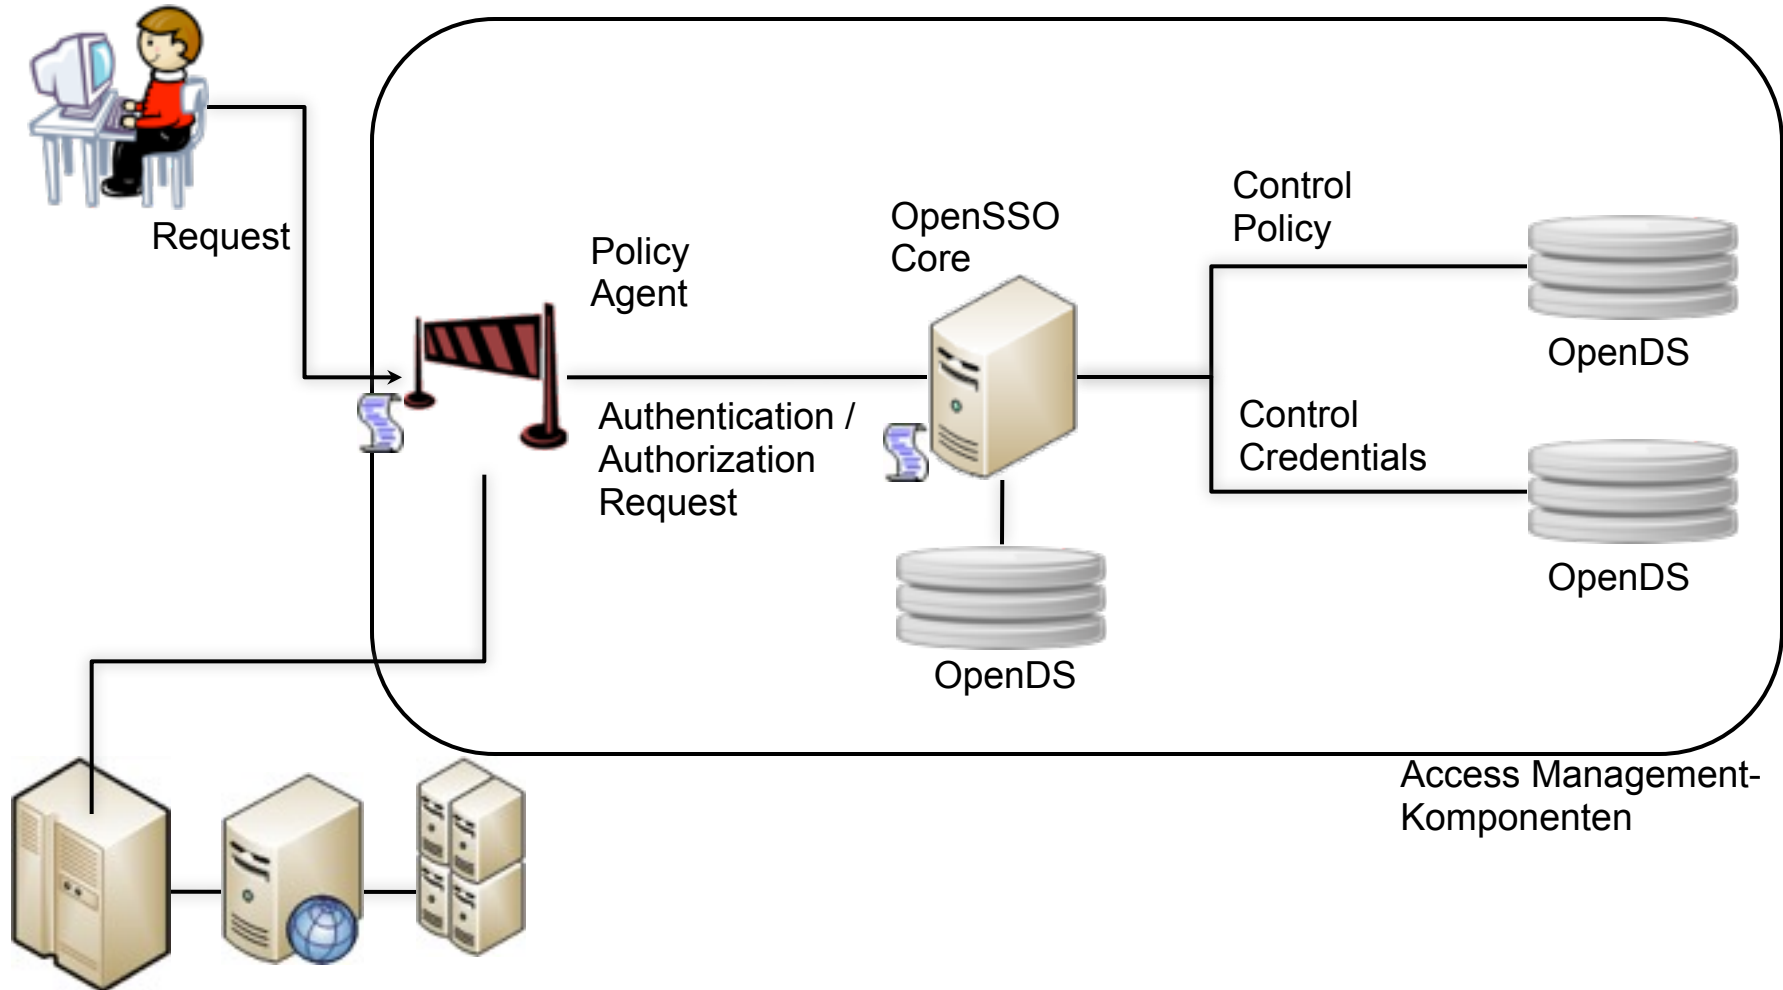 Request
Policy
Agent
Authentication /
Authorization
Request
OpenSSO
Core
OpenDS
Control
Policy
OpenDS
Control
Credentials
OpenDS
Access Management-
Komponenten